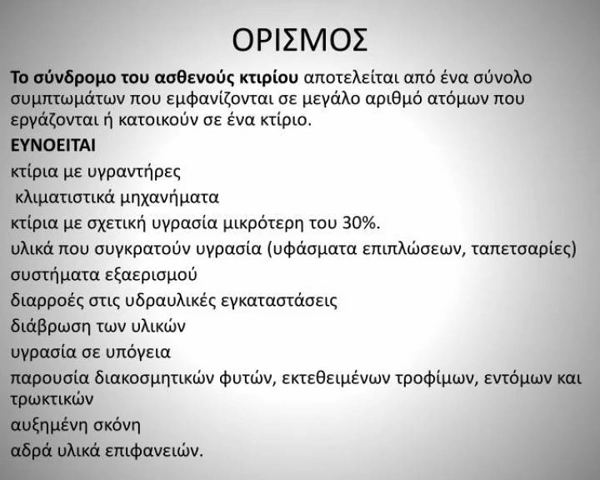 ΟΡΙΣΜΟΣ
Το σύνδρομο του ασθενούς κτιρίου αποτελείται από ένα σύνολο
συμπτωμάτων που εμφανίζονται σε μεγάλο αριθμό ατόμων που
εργάζονται ή κατοικούν σε ένα κτίριο.
ΕΥΝΟΕΙΤΑΙ
κτίρια με υγραντήρες
κλιματιστικά μηχανήματα
κτίρια με σχετική υγρασία μικρότερη του 30%.
υλικά που συγκρατούν υγρασία (υφάσματα επιπλώσεων, ταπετσαρίες)
συστήματα εξαερισμού
διαρροές στις υδραυλικές εγκαταστάσεις
διάβρωση των υλικών
υγρασία σε υπόγεια
παρουσία διακοσμητικών φυτών, εκτεθειμένων τροφίμων, εντόμων και
τρωκτικών
αυξημένη σκόνη
αδρά υλικά επιφανειών.